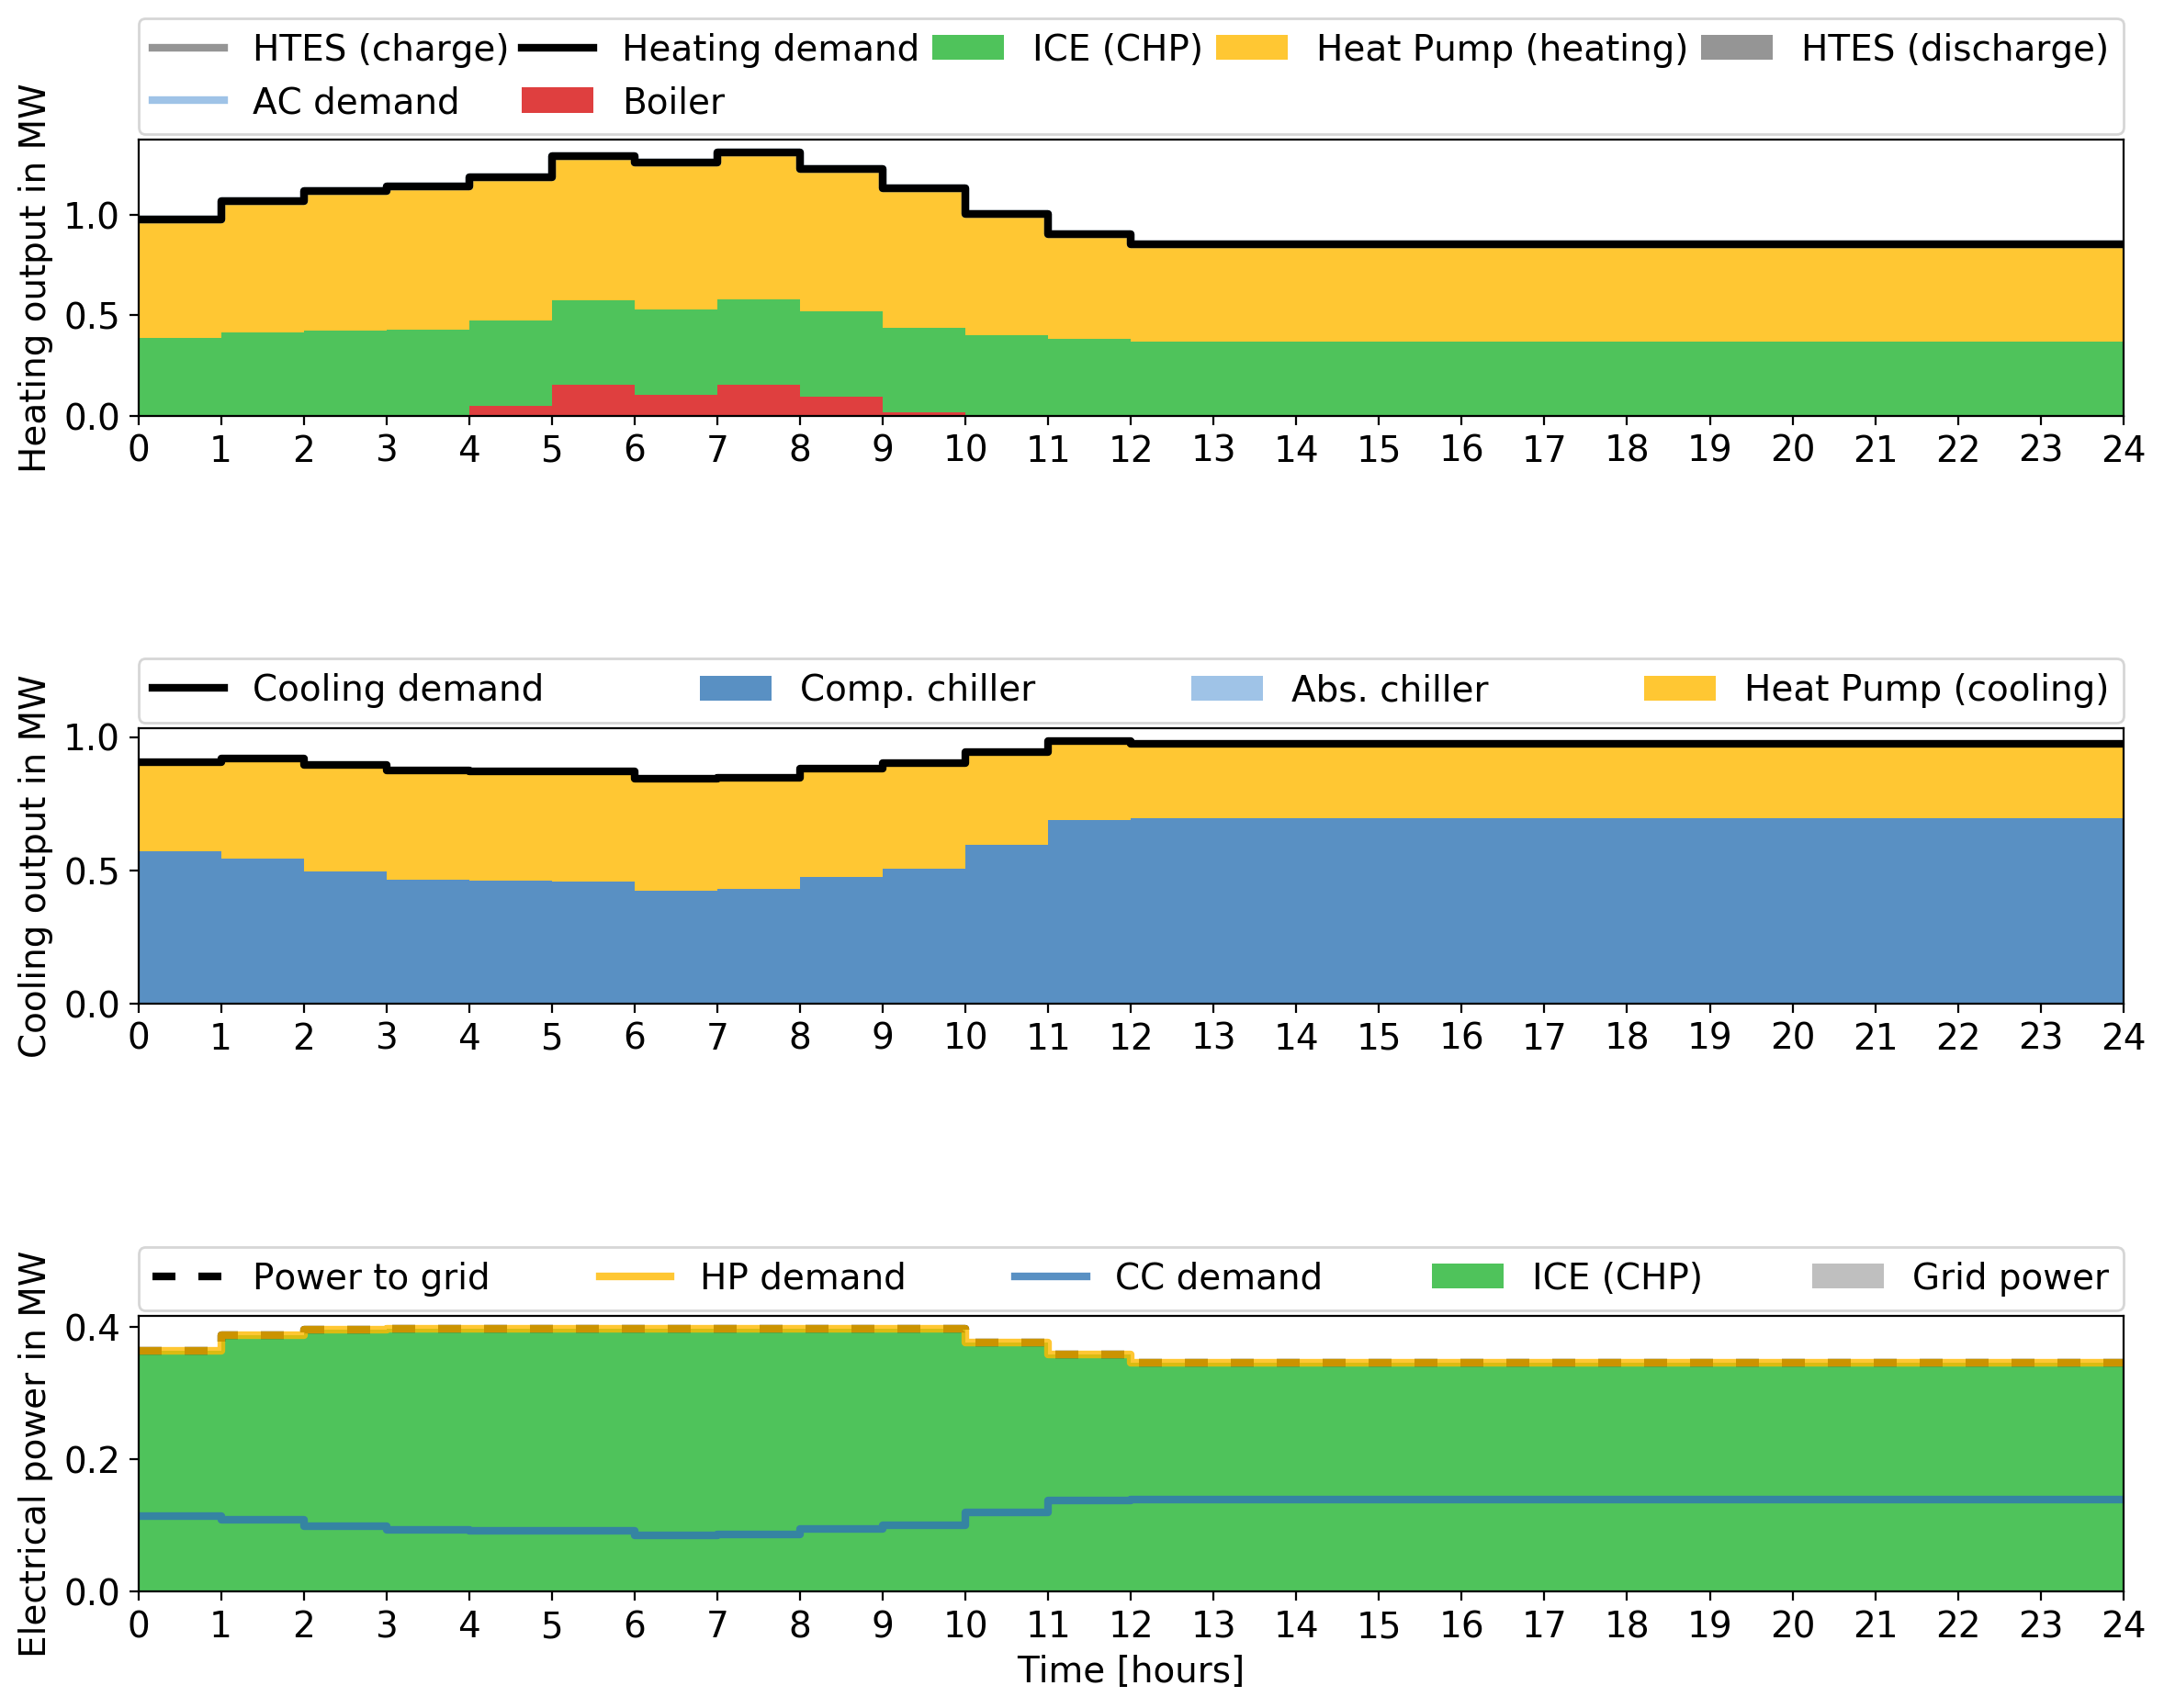 HTES (charge) Heating demand ICE (CHP) Heat Pump (heating) HTES (discharge)
AC demand Boiler
Heating output in MW
1.0
0.5
0.0
0 1 2 3 4 5 6 7 8 9 10 11 12 13 14 15 16 17 18 19 20 21 22 23 24
Cooling demand Comp. chiller Abs. chiller Heat Pump (cooling)
Cooling output in MW
1.0
0.5
0.0
0 1 2 3 4 5 6 7 8 9 10 11 12 13 14 15 16 17 18 19 20 21 22 23 24
Power to grid HP demand CC demand ICE (CHP) Grid power
Electrical power in MW
0.4
0.2
0.0
0 1 2 3 4 5 6 7 8 9 10 11 12 13 14 15 16 17 18 19 20 21 22 23 24
Time [hours]